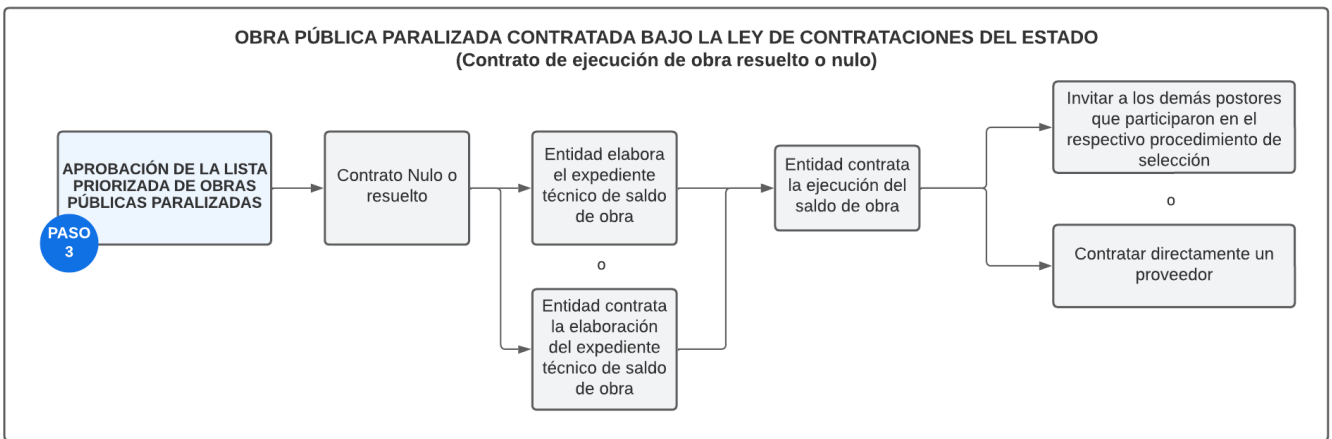 OBRA PÚBLICA PARALIZADA CONTRATADA BAJO LA LEY DE CONTRATACIONES DEL ESTADO
(Contrato de ejecución de obra resuelto o nulo)
APROBACIÓN DE LA LISTA
PRIORIZADA DE OBRAS
PÚBLICAS PARALIZADAS
PASO
3
Contrato Nulo o
resuelto
Entidad elabora
el expediente
técnico de saldo
de obra
o
Entidad contrata
la elaboración
del expediente
técnico de saldo
de obra
Entidad contrata
la ejecución del
saldo de obra
Invitar a los demás postores
que participaron en el
respectivo procedimiento de
selección
o
Contratar directamente un
proveedor